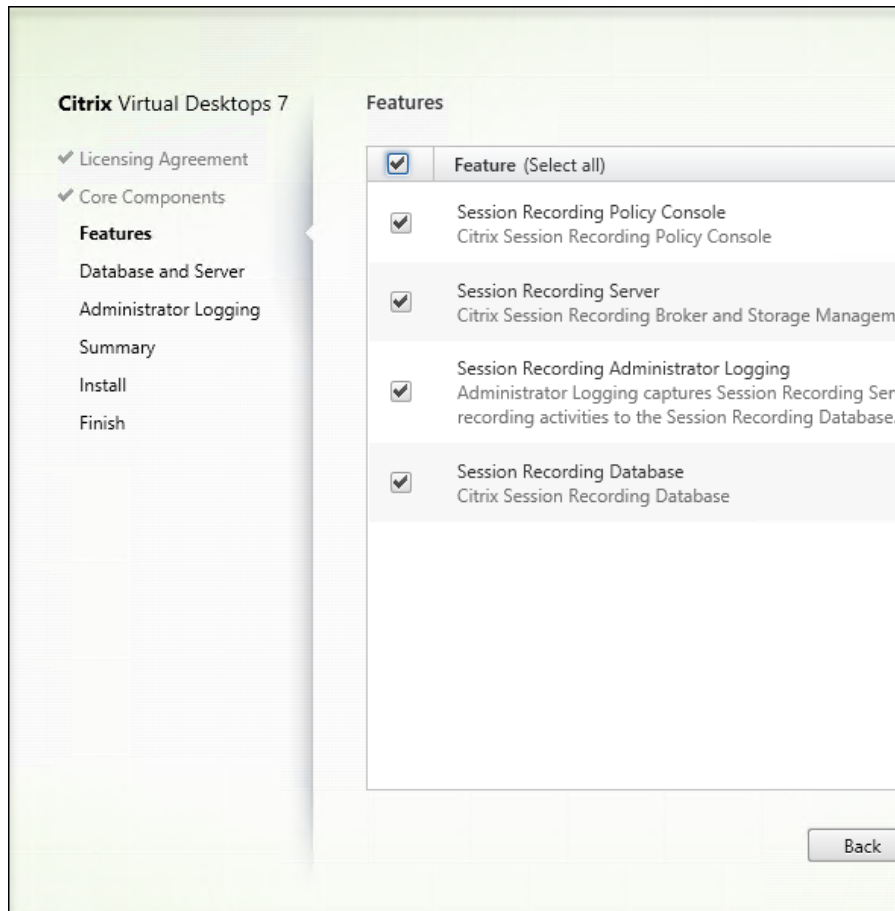 Citrix Virtual Desktops 7
Licensing Agreement
Core Components
Features
Database and Server
Administrator Logging
Summary
Install
Finish
Features
Feature (Select all)
Session Recording Policy Console
Citrix Session Recording Policy Console
Session Recording Server
Citrix Session Recording Broker and Storage Managem
Session Recording Administrator Logging
Administrator Logging captures Session Recording Ser
recording activities to the Session Recording Database.
Session Recording Database
Citrix Session Recording Database
Back